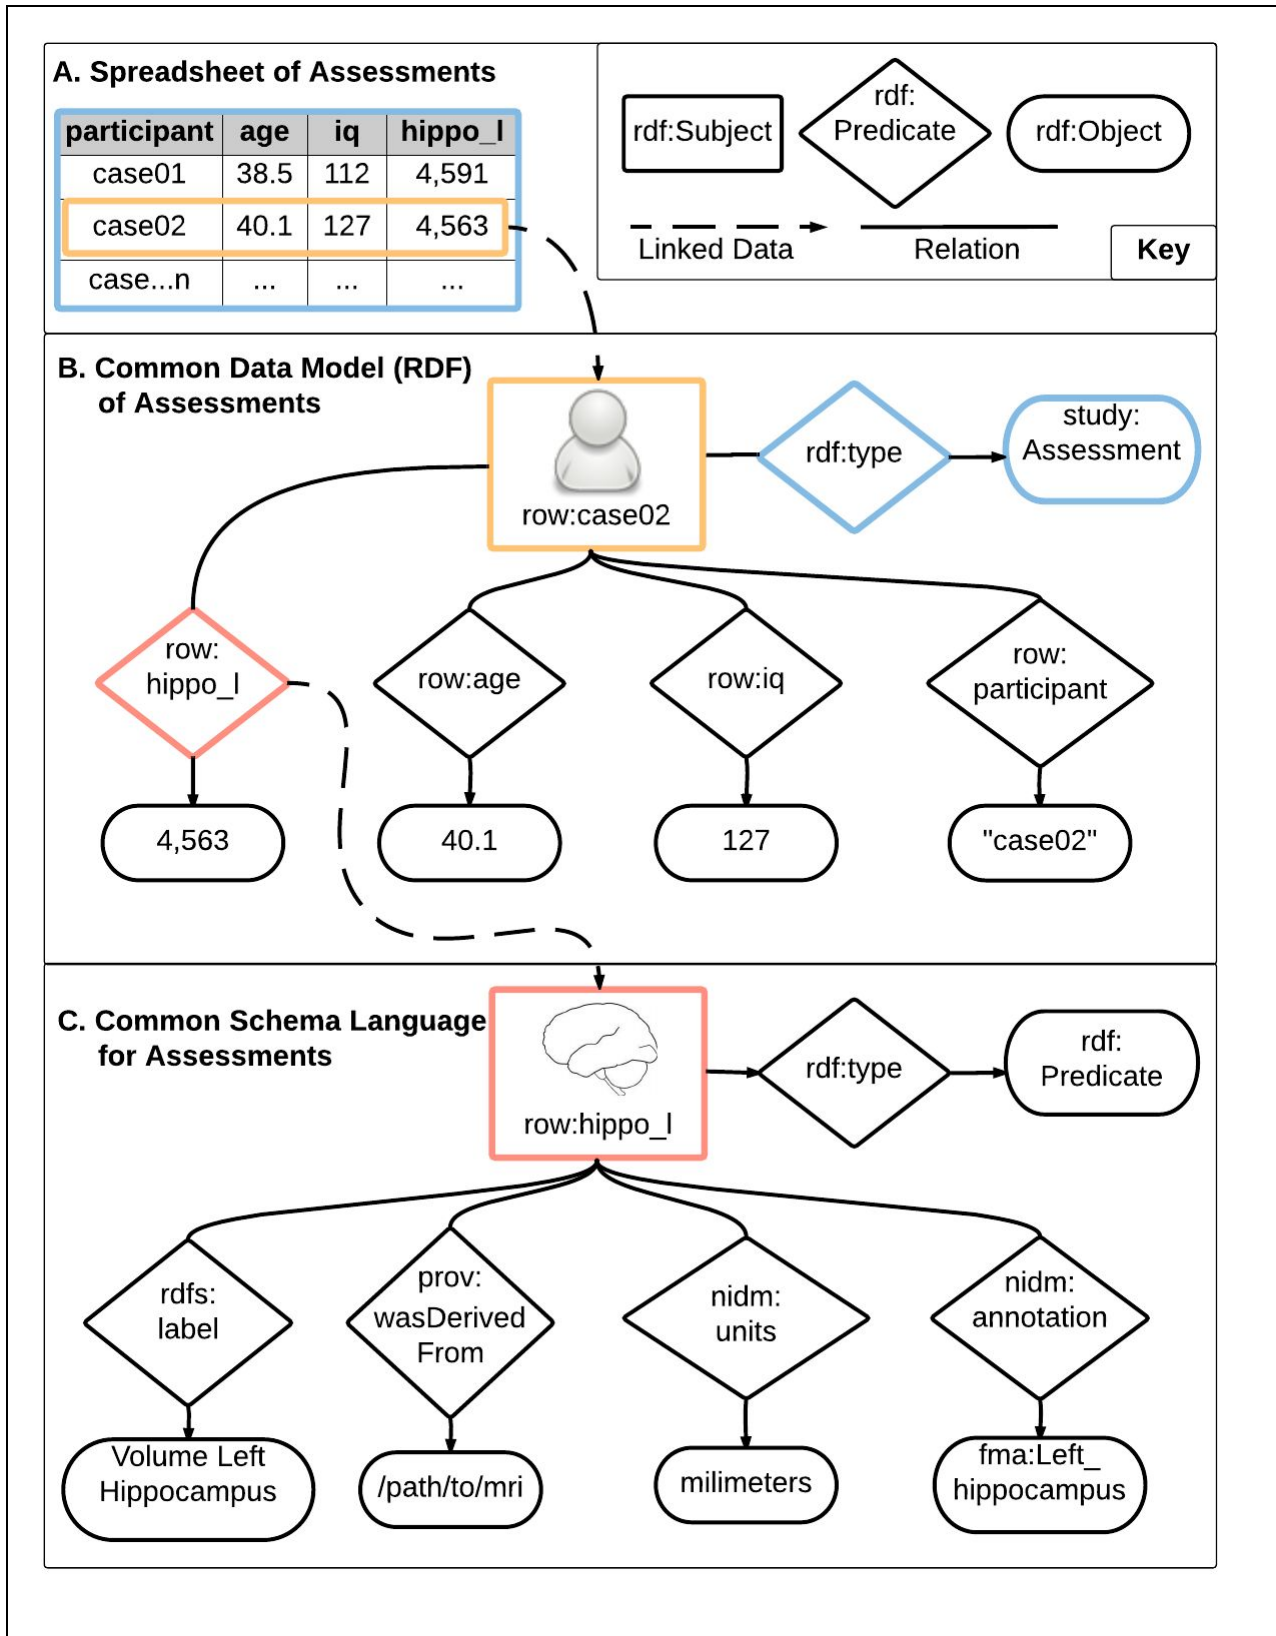 A. Spreadsheet of Assessments
participant age iq hippo_l
case01 38.5 112 4,591
case02 40.1 127 4,563
case...n ... ... ...
rdf:Subject
rdf:
Predicate
rdf:Object
Linked Data
Relation
Key
B. Common Data Model (RDF)
of Assessments
row:case02
rdf:type
study:
Assessment
row:
hippo_l
row:age
row:iq
row:
participant
4,563
40.1
127
"case02"
C. Common Schema Language
for Assessments
row:hippo_l
rdf:type
rdf:
Predicate
rdfs:
label
prov:
wasDerived
From
nidm:
units
nidm:
annotation
Volume Left
Hippocampus
/path/to/mri
milimeters
fma:Left_
hippocampus